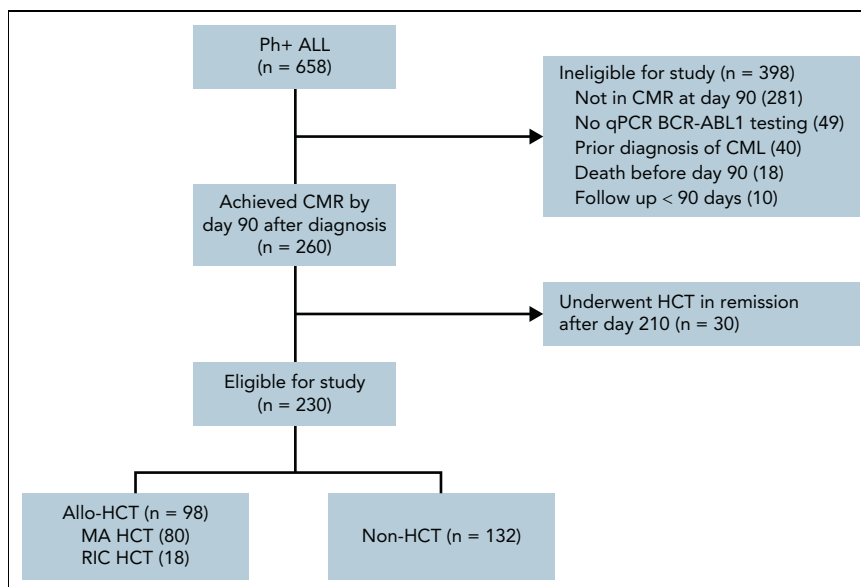 Ph+ ALL
(n = 658)
Ineligible for study (n = 398)
Not in CMR at day 90 (281)
No qPCR BCR-ABL1 testing (49)
Prior diagnosis of CML (40)
Death before day 90 (18)
Follow up < 90 days (10)
Achieved CMR by
day 90 after diagnosis
(n = 260)
Underwent HCT in remission
after day 210 (n = 30)
Eligible for study
(n = 230)
Allo-HCT (n = 98)
MA HCT (80)
RIC HCT (18)
Non-HCT (n = 132)